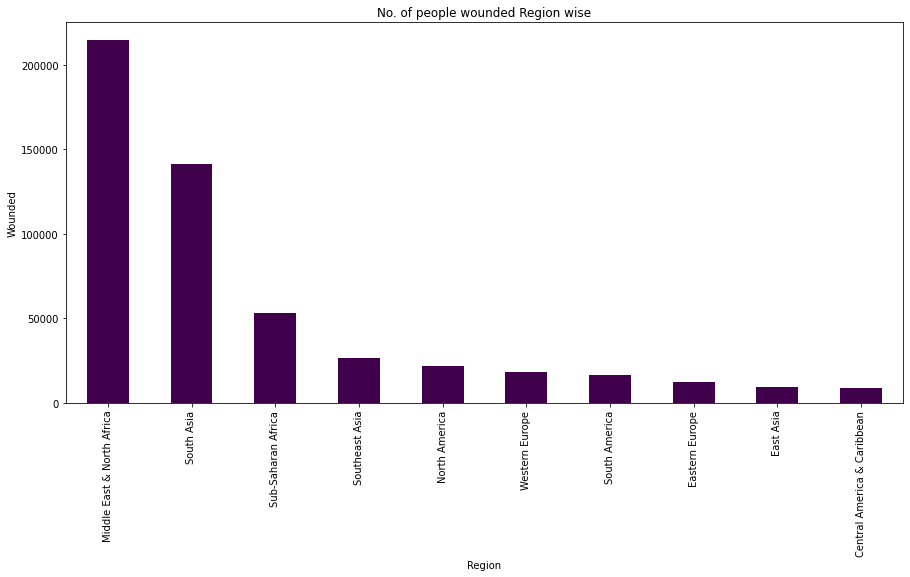 No. of people wounded Region wise
Wounded
200000
150000
100000
50000
0
Middle East & North Africa
South Asia
Sub-Saharan Africa
Southeast Asia
North America
Western Europe
South America
Eastern Europe
East Asia
Central America & Caribbean
Region